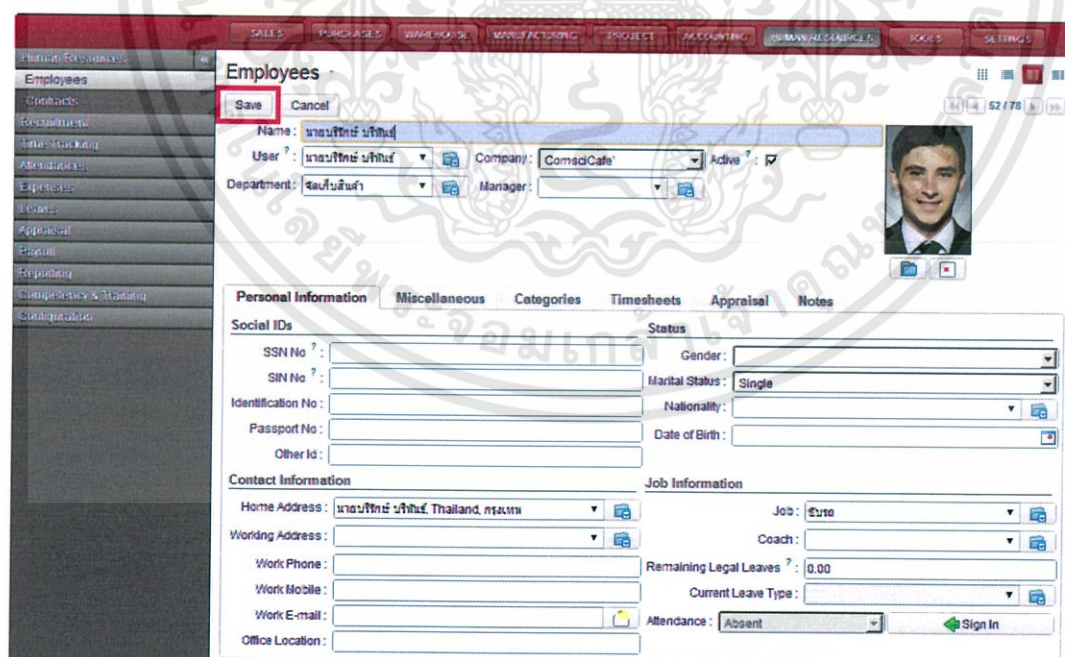 SALES PURCHASES WAREHOUSE MANUFACTURING PROJECT ACCOUNTING HUMAN RESOURCES TOOLS SETTINGS
Human Resources
Employees
Contracts
Recruitment
Time Tracking
Attendances
Expenses
Leaves
Appraisal
Payroll
Reporting
Competency & Training
Configuration
Employees
Save Cancel
52 / 78
Name : นายบริรักษ์ บริพันธ์
User ? : นายบริรักษ์ บริพันธ์ Company : ComsciCafe' Active ? :
Department : จัดเก็บสินค้า Manager :
Personal Information Miscellaneous Categories Timesheets Appraisal Notes
Social IDs
SSN No ? :
SIN No ? :
Identification No :
Passport No :
Other Id :
Status
Gender :
Marital Status : Single
Nationality :
Date of Birth :
Contact Information
Home Address : นายบริรักษ์ บริพันธ์, Thailand, กรุงเทพ
Working Address :
Work Phone :
Work Mobile :
Work E-mail :
Office Location :
Job Information
Job : ขับรถ
Coach :
Remaining Legal Leaves ? : 0.00
Current Leave Type :
Attendance : Absent Sign In